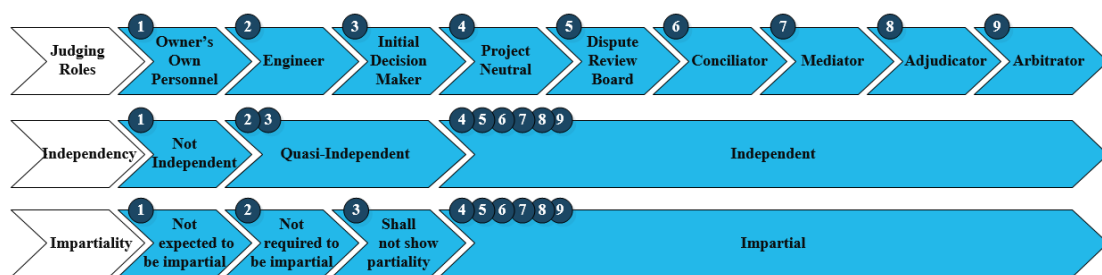 1 2 3 4 5 6 7 8 9
Judging Roles
Owner's Own Personnel
Engineer
Initial Decision Maker
Project Neutral
Dispute Review Board
Conciliator
Mediator
Adjudicator
Arbitrator
1 2 3 4 5 6 7 8 9
Independency
Not Independent
Quasi-Independent
Independent
1 2 3 4 5 6 7 8 9
Impartiality
Not expected to be impartial
Not required to be impartial
Shall not show partiality
Impartial